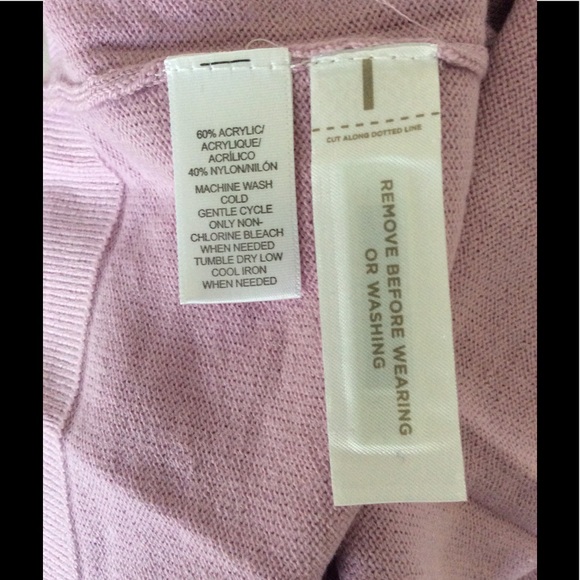 60% ACRYLIC/
ACRYLIQUE/
ACRÍLICO
40% NYLON/NILÓN
MACHINE WASH
COLD
GENTLE CYCLE
ONLY NON-
CHLORINE BLEACH
WHEN NEEDED
TUMBLE DRY LOW
COOL IRON
WHEN NEEDED
CUT ALONG DOTTED LINE
REMOVE BEFORE WEARING
OR WASHING